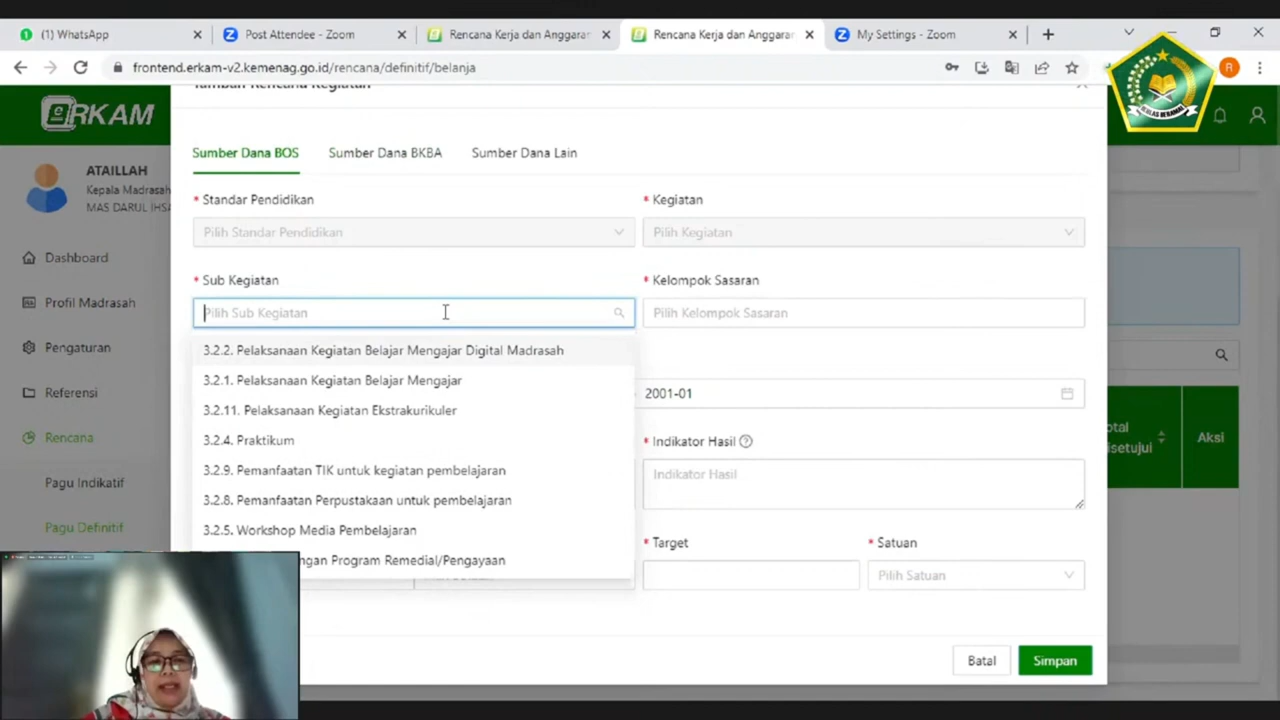 (1) WhatsApp
Post Attendee - Zoom
Rencana Kerja dan Anggaran
Rencana Kerja dan Anggaran
My Settings - Zoom
frontend.erkam-v2.kemenag.go.id/rencana/definitif/belanja
R
eRKAM
Tambah Rencana Kegiatan
ATAILLAH
Kepala Madrasah
MAS DARUL IHSA
Dashboard
Profil Madrasah
Pengaturan
Referensi
Rencana
Pagu Indikatif
Pagu Definitif
Sumber Dana BOS
Sumber Dana BKBA
Sumber Dana Lain
* Standar Pendidikan
Pilih Standar Pendidikan
* Kegiatan
Pilih Kegiatan
* Sub Kegiatan
Pilih Sub Kegiatan
* Kelompok Sasaran
Pilih Kelompok Sasaran
3.2.2. Pelaksanaan Kegiatan Belajar Mengajar Digital Madrasah
3.2.1. Pelaksanaan Kegiatan Belajar Mengajar
3.2.11. Pelaksanaan Kegiatan Ekstrakurikuler
3.2.4. Praktikum
3.2.9. Pemanfaatan TIK untuk kegiatan pembelajaran
3.2.8. Pemanfaatan Perpustakaan untuk pembelajaran
3.2.5. Workshop Media Pembelajaran
ngan Program Remedial/Pengayaan
2001-01
* Indikator Hasil
Indikator Hasil
* Target
* Satuan
Pilih Satuan
Batal
Simpan
otal
isetujui
Aksi
IKHLAS BERAMAL